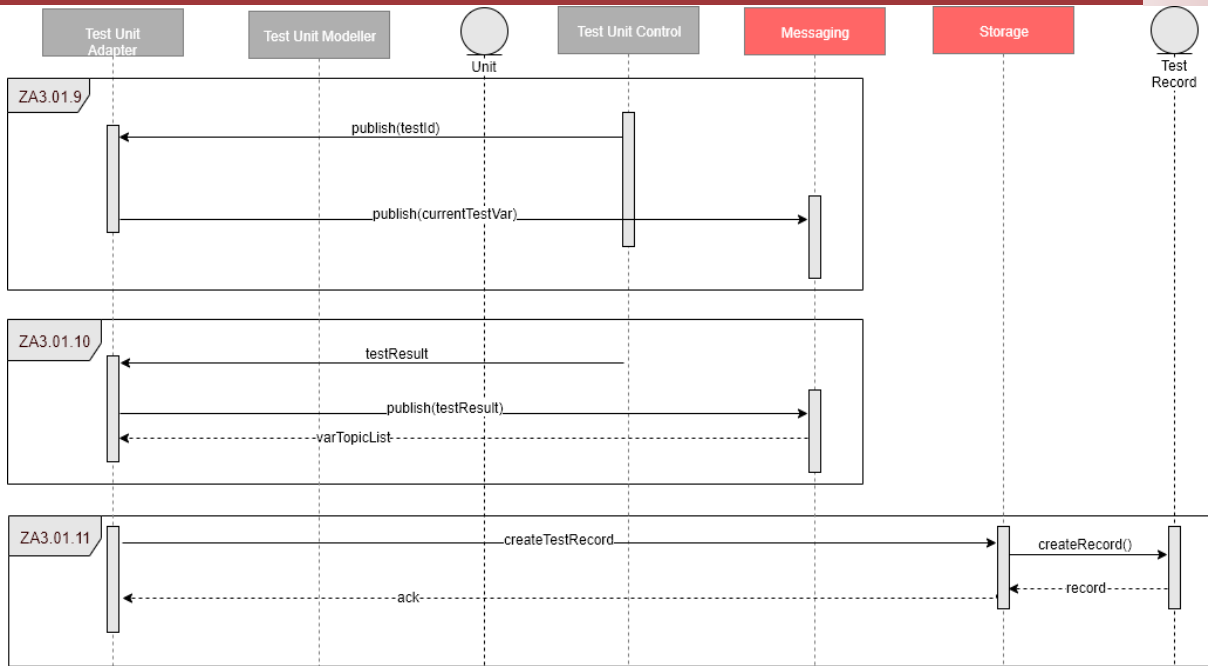 Test Unit
Adapter
Test Unit Modeller
Unit
Test Unit Control
Messaging
Storage
Test
Record
ZA3.01.9
publish(testId)
publish(currentTestVar)
ZA3.01.10
testResult
publish(testResult)
varTopicList
ZA3.01.11
createTestRecord
createRecord()
record
ack